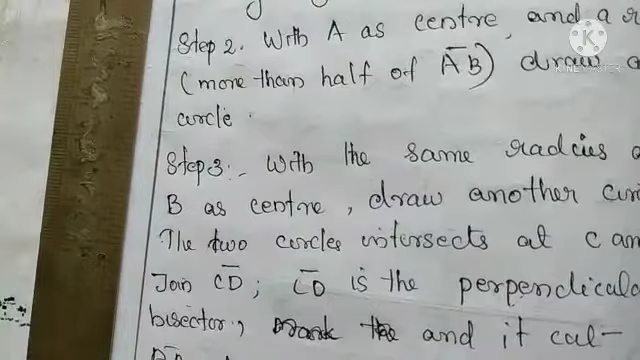 Step 2. With A as centre, and a
(more than half of AB) draw a
circle.
Step 3:- With the same radius
B as centre, draw another
The two circles intersects at C an
Join CD; CD is the perpendicula
bisector, and it cut-
KINEMASTER